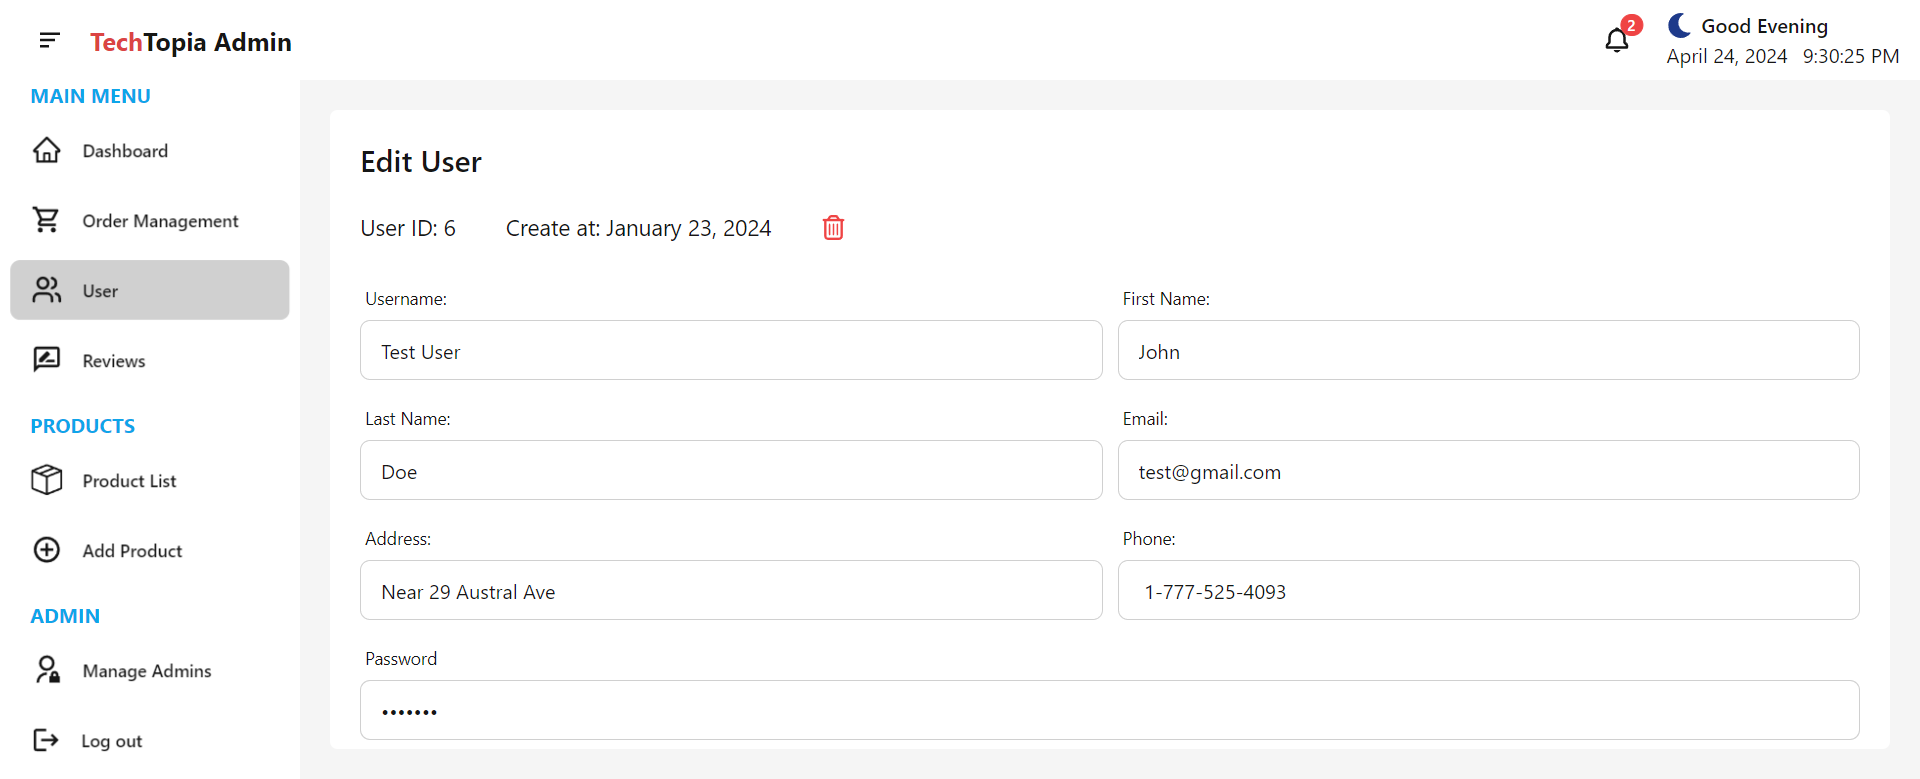 TechTopia Admin
2
Good Evening
April 24, 2024 9:30:25 PM
MAIN MENU
Dashboard
Order Management
User
Reviews
PRODUCTS
Product List
Add Product
ADMIN
Manage Admins
Log out
Edit User
User ID: 6 Create at: January 23, 2024
Username: First Name:
Test User John
Last Name: Email:
Doe test@gmail.com
Address: Phone:
Near 29 Austral Ave 1-777-525-4093
Password
•••••••